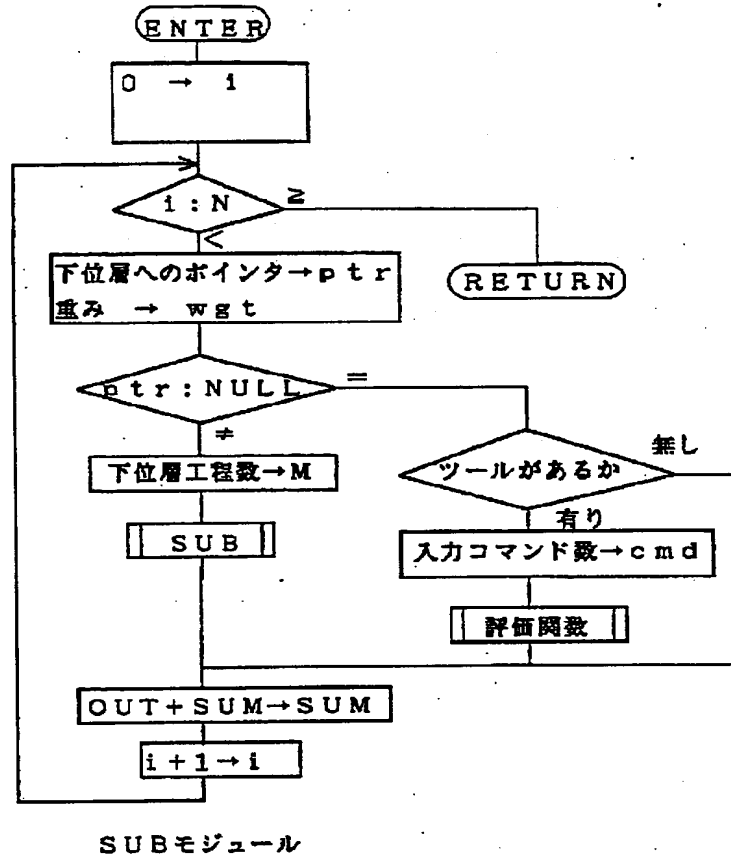 ENTER
0 → i
i:N
≧
<
下位層へのポインタ→ptr
重み → wgt
RETURN
ptr:NULL
=
≠
下位層工程数→M
ツールがあるか
無し
有り
SUB
入力コマンド数→cmd
評価関数
OUT+SUM→SUM
i+1→i
SUBモジュール